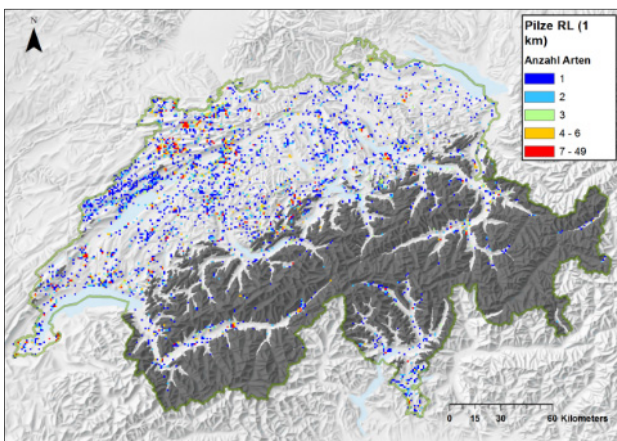 N
Pilze RL (1
km)
Anzahl Arten
1
2
3
4 - 6
7 - 49
0 15 30 60 Kilometers